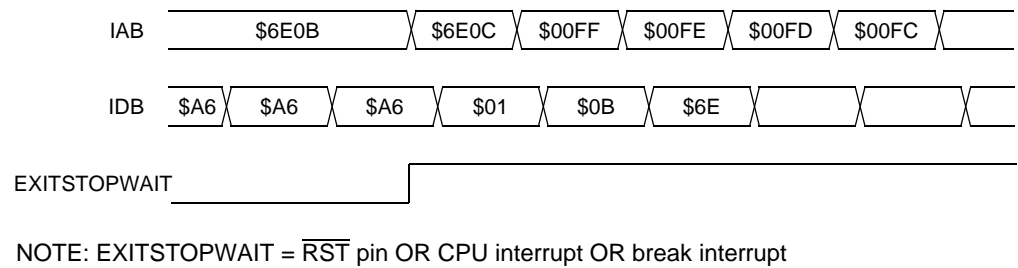 IAB $6E0B $6E0C $00FF $00FE $00FD $00FC
IDB $A6 $A6 $A6 $01 $0B $6E
EXITSTOPWAIT
NOTE: EXITSTOPWAIT = RST pin OR CPU interrupt OR break interrupt